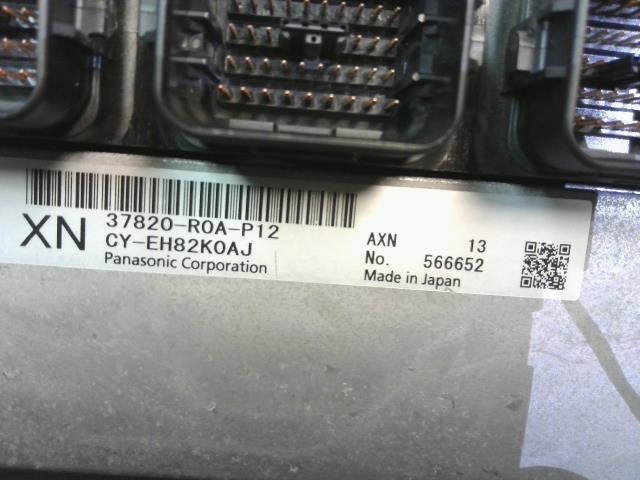 XN
37820-R0A-P12
CY-EH82K0AJ
Panasonic Corporation
AXN 13
No. 566652
Made in Japan